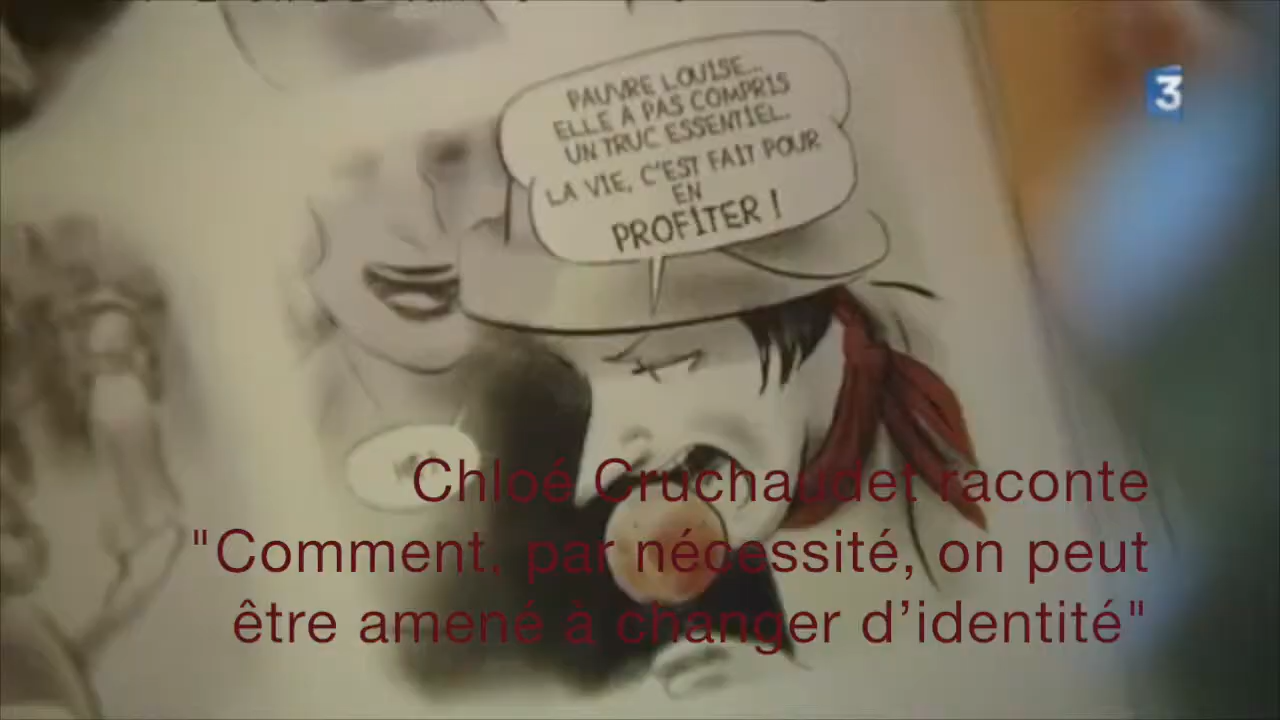 PAUVRE LOUISE...
ELLE A PAS COMPRIS
UN TRUC ESSENTIEL.
LA VIE, C'EST FAIT POUR
EN
PROFITER !
3
Chloé Cruchaudet raconte
"Comment, par nécessité, on peut
être amené à changer d’identité"